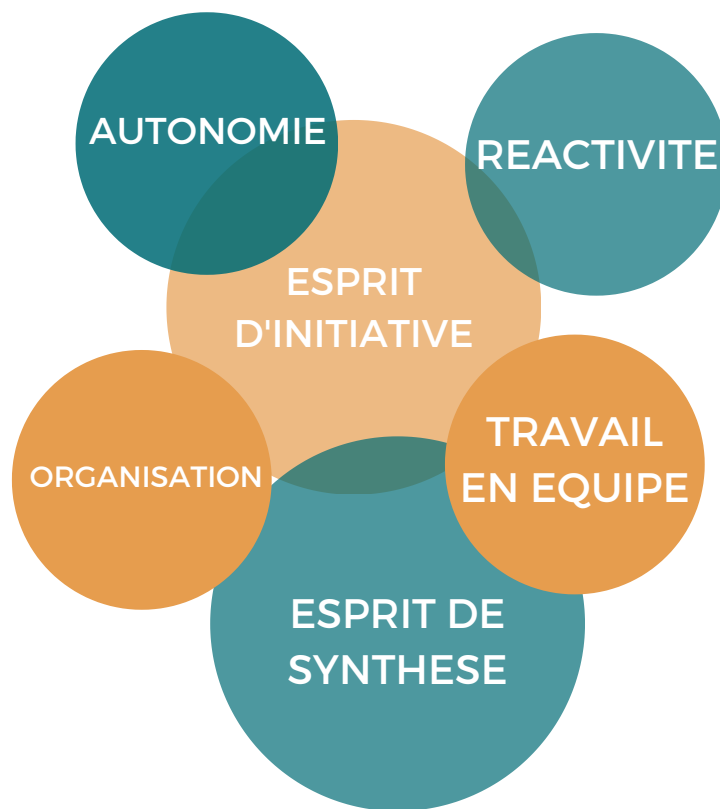 AUTONOMIE
REACTIVITE
ESPRIT
D'INITIATIVE
ORGANISATION
TRAVAIL
EN EQUIPE
ESPRIT DE
SYNTHESE